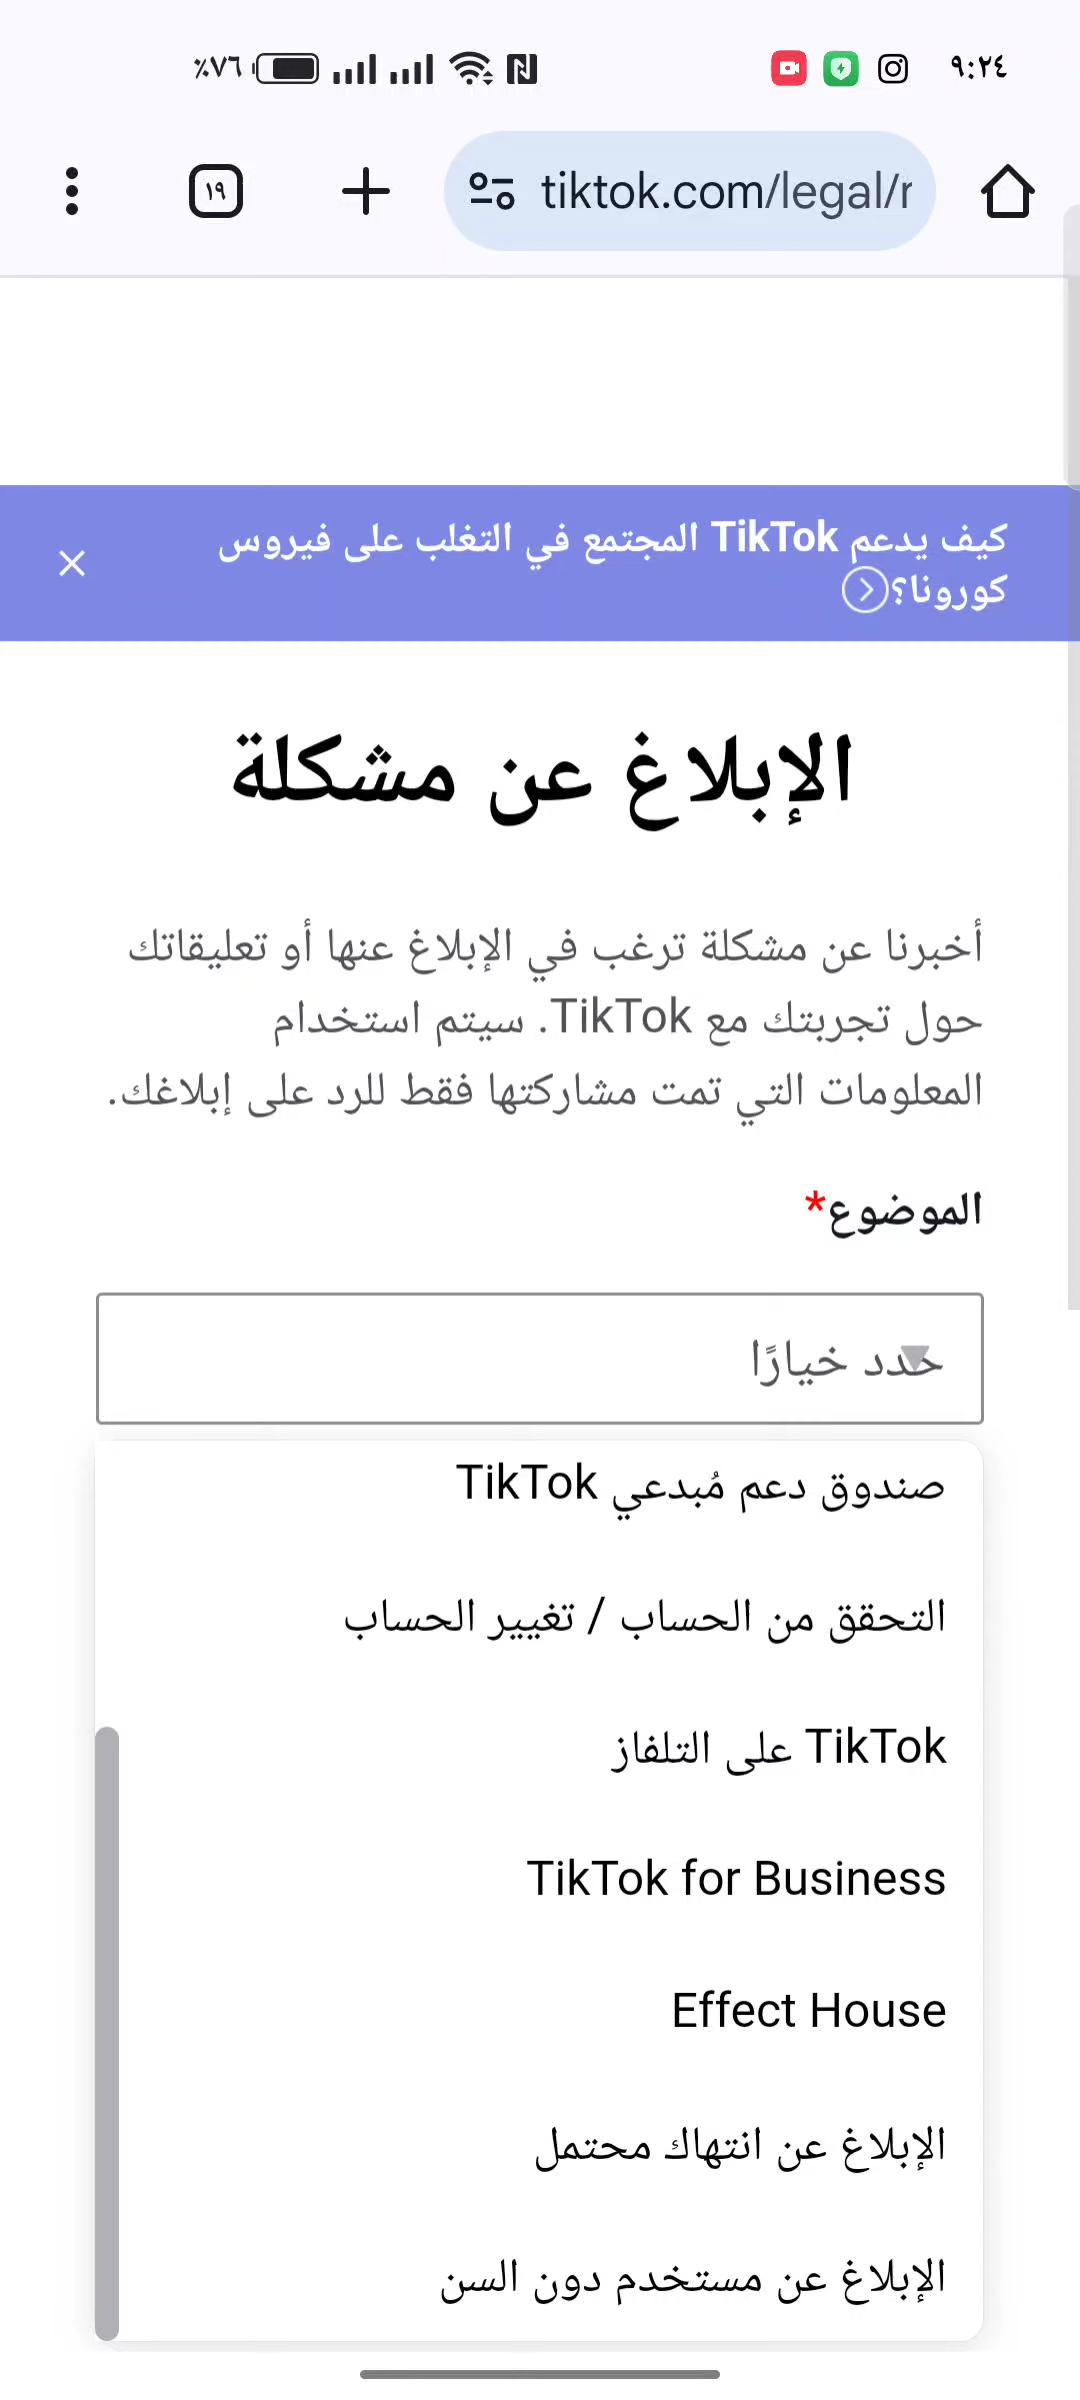 ٩:٢٤
٪٧٦
tiktok.com/legal/r
١٩
كيف يدعم TikTok المجتمع في التغلب على فيروس
كورونا؟
الإبلاغ عن مشكلة
أخبرنا عن مشكلة ترغب في الإبلاغ عنها أو تعليقاتك
حول تجربتك مع TikTok. سيتم استخدام
المعلومات التي تمت مشاركتها فقط للرد على إبلاغك.
الموضوع*
حدد خيارًا
صندوق دعم مُبدعي TikTok
التحقق من الحساب / تغيير الحساب
TikTok على التلفاز
TikTok for Business
Effect House
الإبلاغ عن انتهاك محتمل
الإبلاغ عن مستخدم دون السن